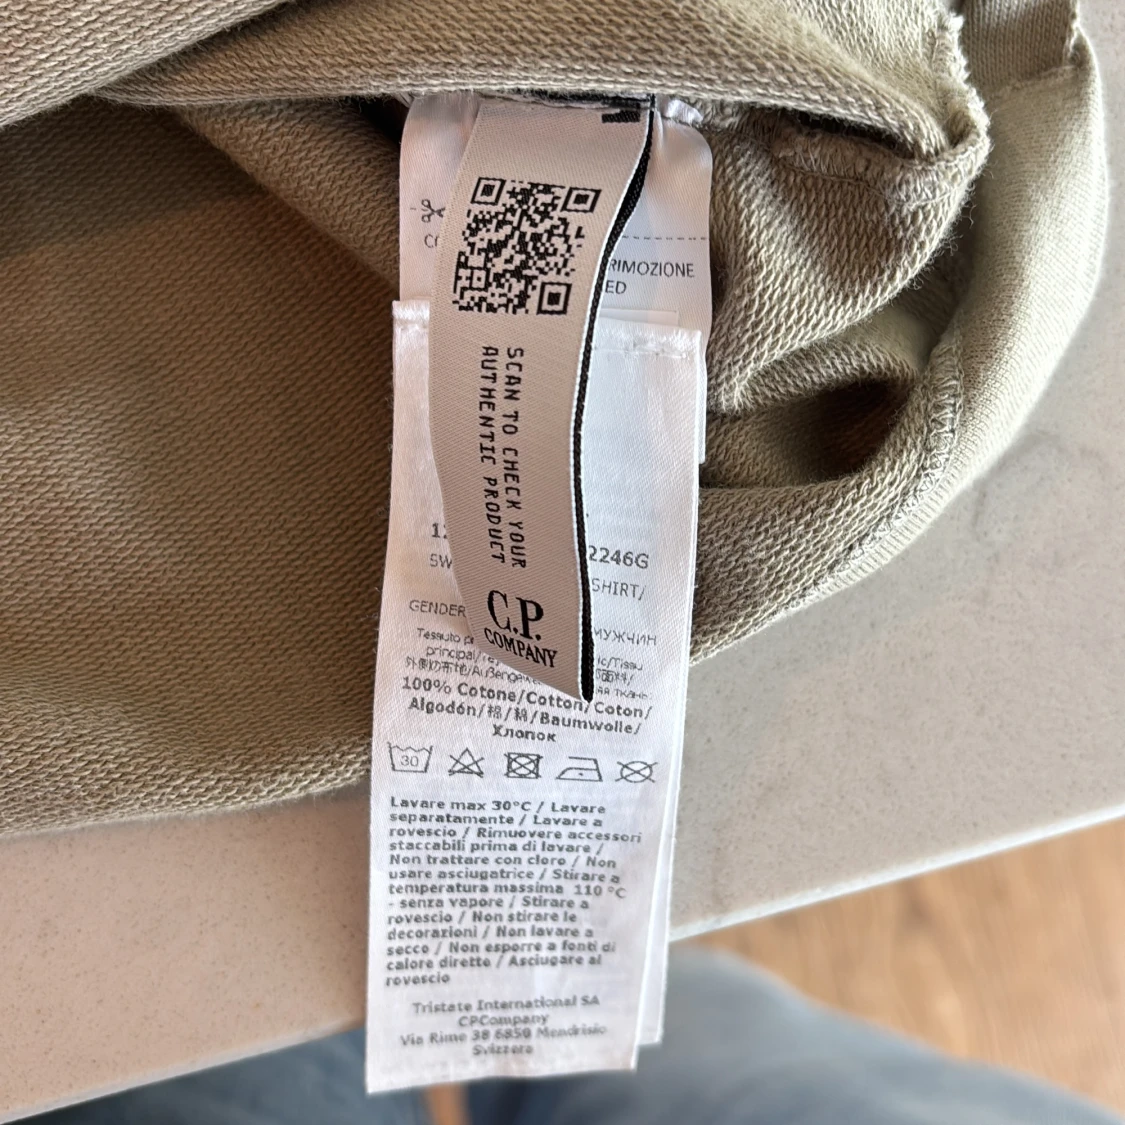 RIMOZIONE
ED
SCAN TO CHECK YOUR
AUTHENTIC PRODUCT
C.P.
COMPANY
2246G
SHIRT/
GENDER
МУЖЧИН
Tessuto
principal/
100% Cotone/Cotton/Coton/
Algodón/棉/綿/Baumwolle/
Хлопок
30
Lavare max 30°C / Lavare
separatamente / Lavare a
rovescio / Rimuovere accessori
staccabili prima di lavare /
Non trattare con cloro / Non
usare asciugatrice / Stirare a
temperatura massima 110 °C
- senza vapore / Stirare a
rovescio / Non stirare le
decorazioni / Non lavare a
secco / Non esporre a fonti di
calore dirette / Asciugare al
rovescio
Tristate International SA
CPCompany
Via Rime 38 6850 Mendrisio
Svizzera